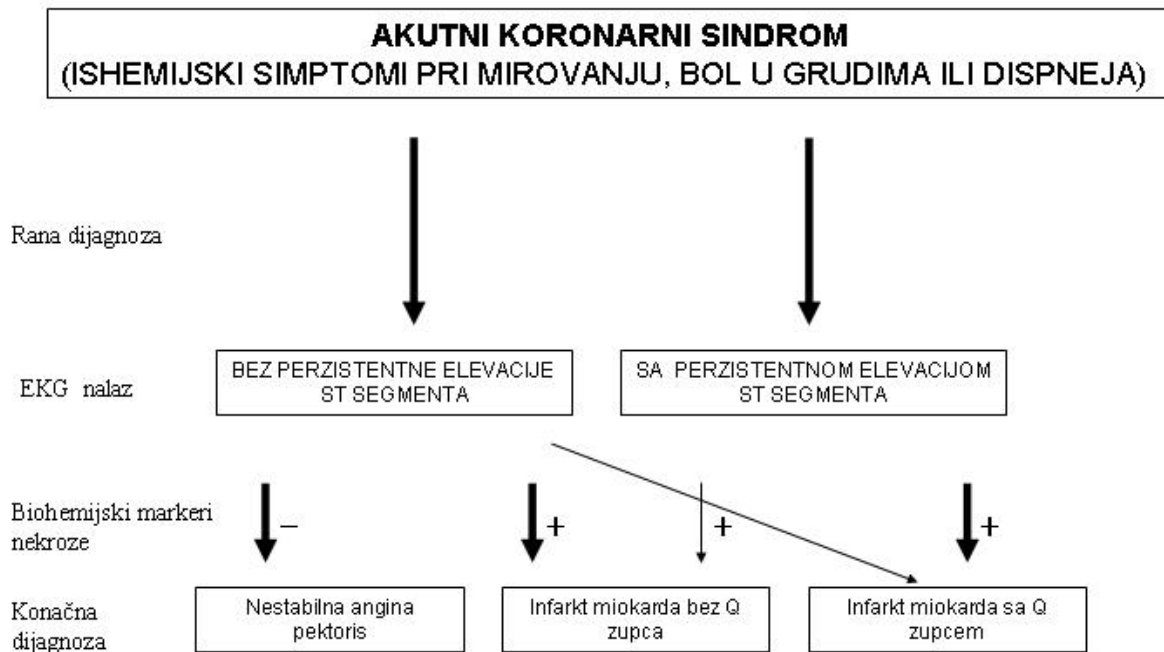 AKUTNI KORONARNI SINDROM
(ISHEMIJSKI SIMPTOMI PRI MIROVANJU, BOL U GRUDIMA ILI DISPNEJA)
Rana dijagnoza
EKG nalaz
BEZ PERZISTENTNE ELEVACIJE
ST SEGMENTA
SA PERZISTENTNOM ELEVACIJOM
ST SEGMENTA
Biohemijski markeri
nekroze
–
+
+
+
Konačna
dijagnoza
Nestabilna angina
pektoris
Infarkt miokarda bez Q
zupca
Infarkt miokarda sa Q
zupcem